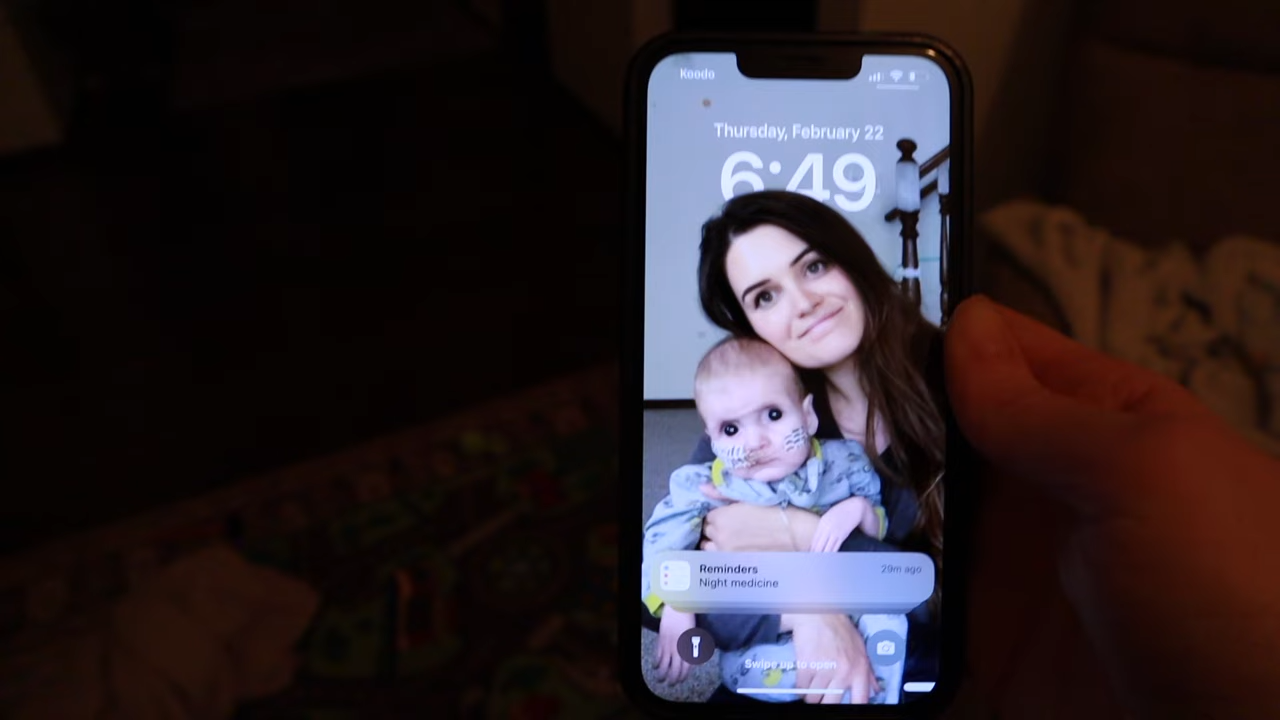 Koodo
Thursday, February 22
6:49
Reminders
29m ago
Night medicine
Swipe up to open